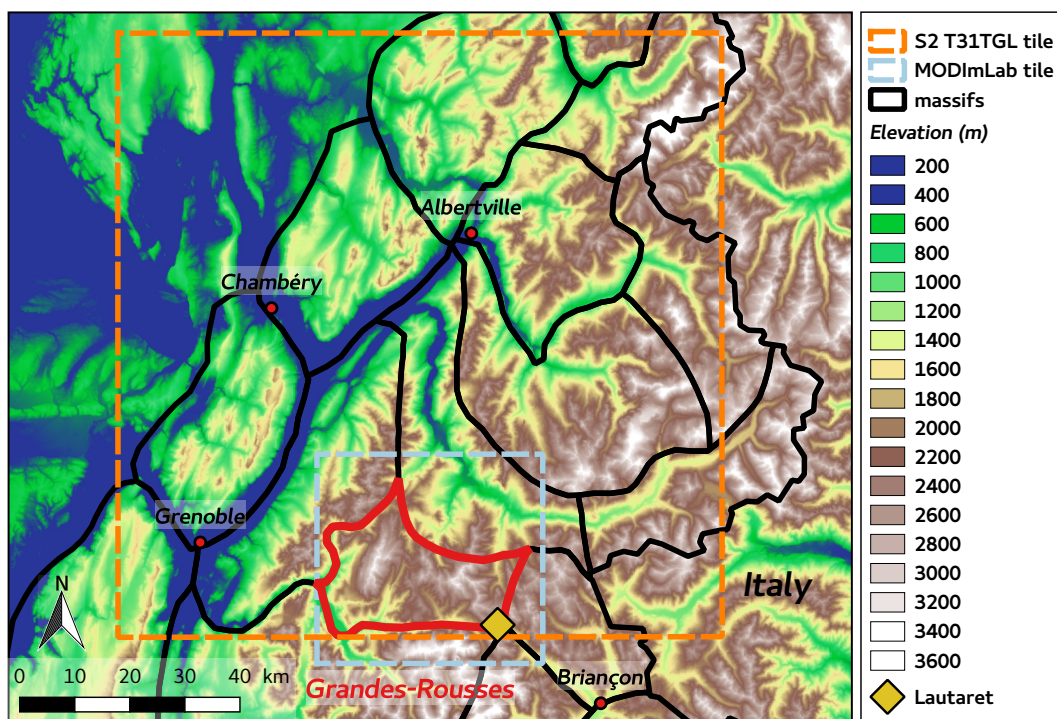 Albertville
Chambéry
Grenoble
N
Italy
0 10 20 30 40 km
Grandes-Rousses
Briançon
S2 T31TGL tile
MODImLab tile
massifs
Elevation (m)
200
400
600
800
1000
1200
1400
1600
1800
2000
2200
2400
2600
2800
3000
3200
3400
3600
Lautaret